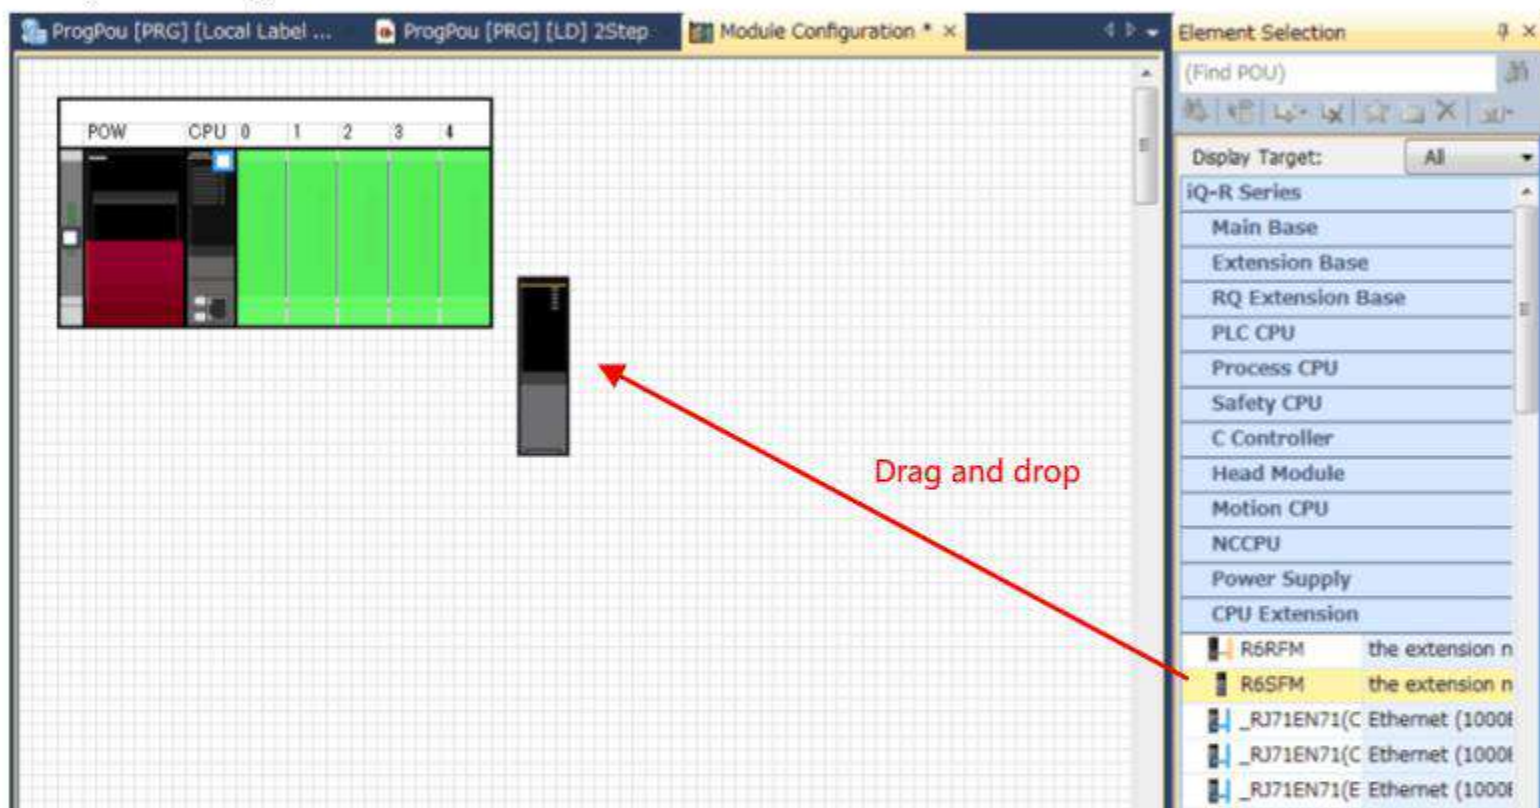 ProgPou [PRG] [Local Label ...
ProgPou [PRG] [LD] 2Step
Module Configuration *
Element Selection
(Find POU)
POW CPU 0 1 2 3 4
Display Target: All
iQ-R Series
Main Base
Extension Base
RQ Extension Base
PLC CPU
Process CPU
Safety CPU
C Controller
Head Module
Motion CPU
NCCPU
Power Supply
CPU Extension
R6RFM the extension n
R6SFM the extension n
_RJ71EN71(C Ethernet (1000
_RJ71EN71(C Ethernet (1000
_RJ71EN71(E Ethernet (1000
Drag and drop